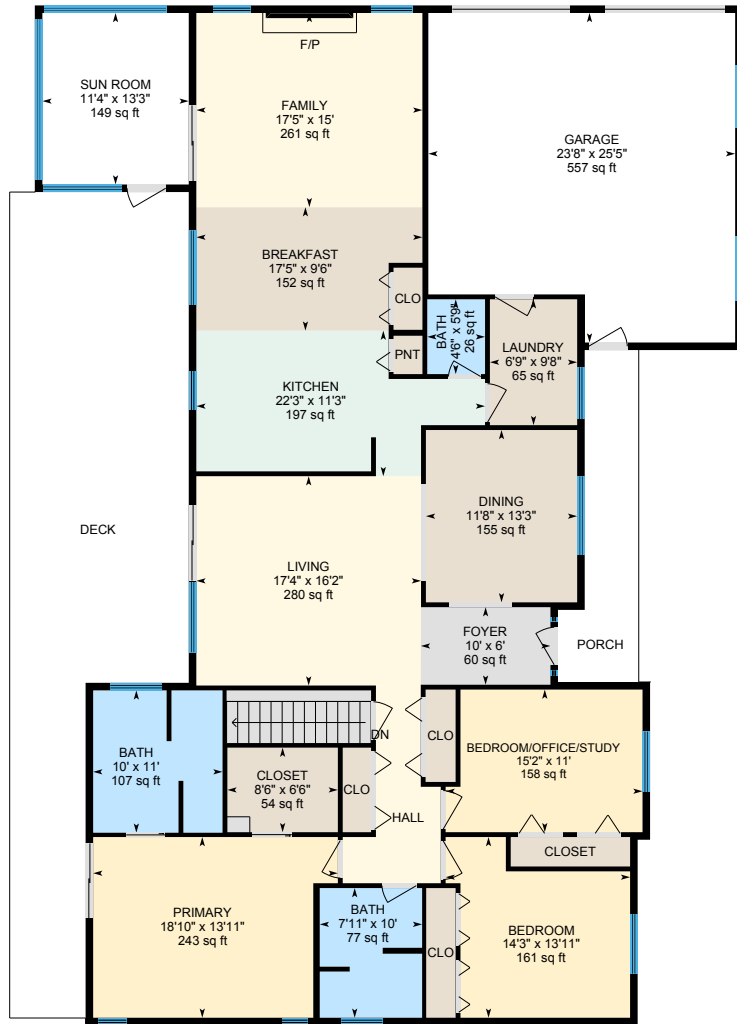 F/P
SUN ROOM
11'4" x 13'3"
149 sq ft
FAMILY
17'5" x 15'
261 sq ft
GARAGE
23'8" x 25'5"
557 sq ft
BREAKFAST
17'5" x 9'6"
152 sq ft
CLO
PNT
BATH
4'6" x 5'9"
26 sq ft
LAUNDRY
6'9" x 9'8"
65 sq ft
KITCHEN
22'3" x 11'3"
197 sq ft
DINING
11'8" x 13'3"
155 sq ft
DECK
LIVING
17'4" x 16'2"
280 sq ft
FOYER
10' x 6'
60 sq ft
PORCH
DN
CLO
BATH
10' x 11'
107 sq ft
BEDROOM/OFFICE/STUDY
15'2" x 11'
158 sq ft
CLOSET
8'6" x 6'6"
54 sq ft
CLO
HALL
CLOSET
PRIMARY
18'10" x 13'11"
243 sq ft
BATH
7'11" x 10'
77 sq ft
CLO
BEDROOM
14'3" x 13'11"
161 sq ft